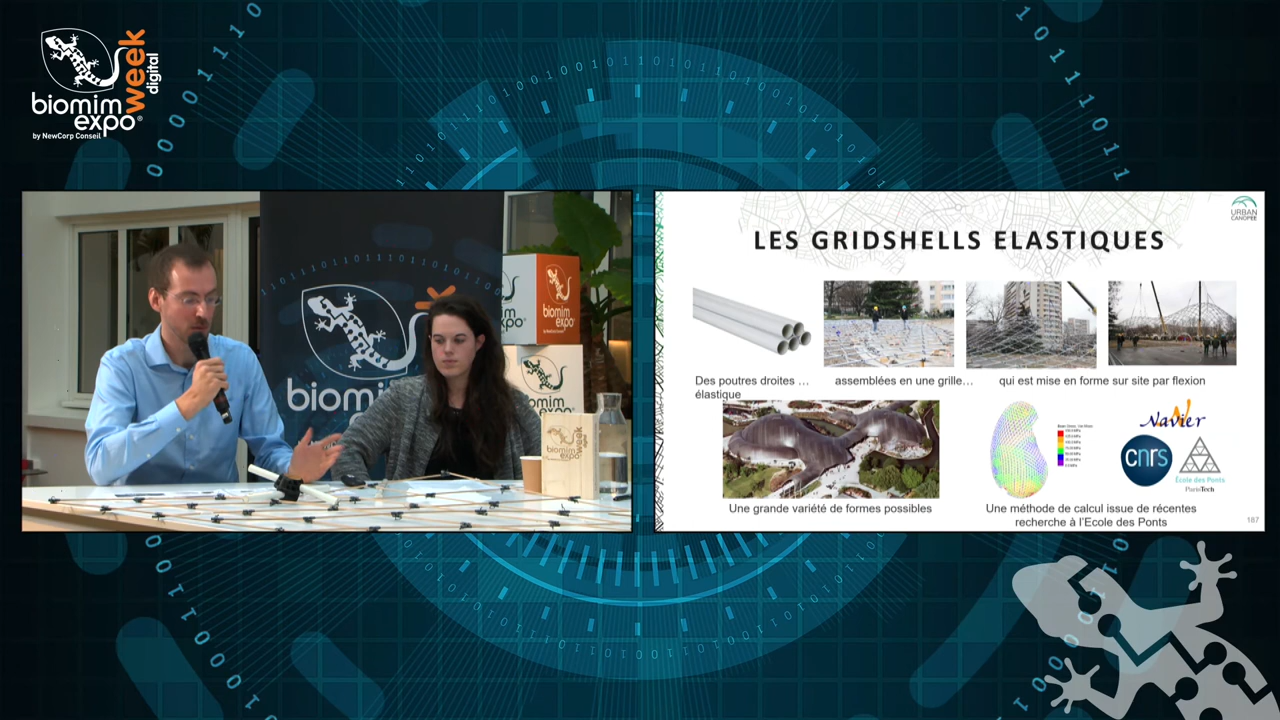 biomim
expo®
week
digital
by NewCorp Conseil
biomim
expo®
biomim
URBAN
CANOPEE
LES GRIDSHELLS ELASTIQUES
Des poutres droites …
assemblées en une grille…
qui est mise en forme sur site par flexion
élastique
Navier
cnrs
École des Ponts
ParisTech
Une grande variété de formes possibles
Une méthode de calcul issue de récentes
recherche à l'Ecole des Ponts
187